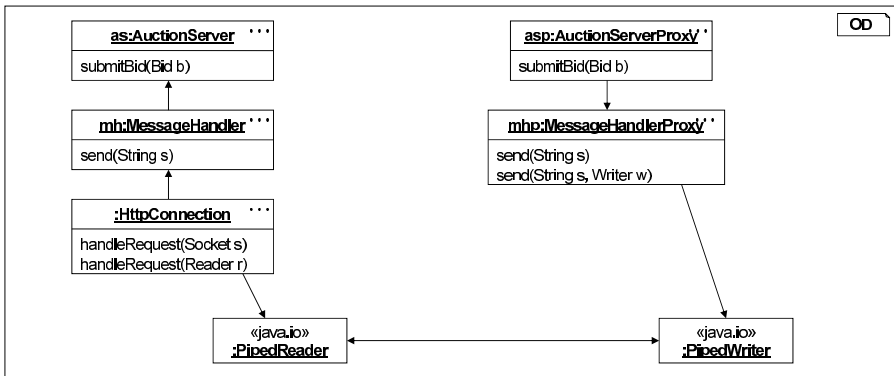 OD
as:AuctionServer ...
submitBid(Bid b)
asp:AuctionServerProxy ...
submitBid(Bid b)
mh:MessageHandler ...
send(String s)
mhp:MessageHandlerProxy ...
send(String s)
send(String s, Writer w)
:HttpConnection ...
handleRequest(Socket s)
handleRequest(Reader r)
«java.io»
:PipedReader
«java.io»
:PipedWriter